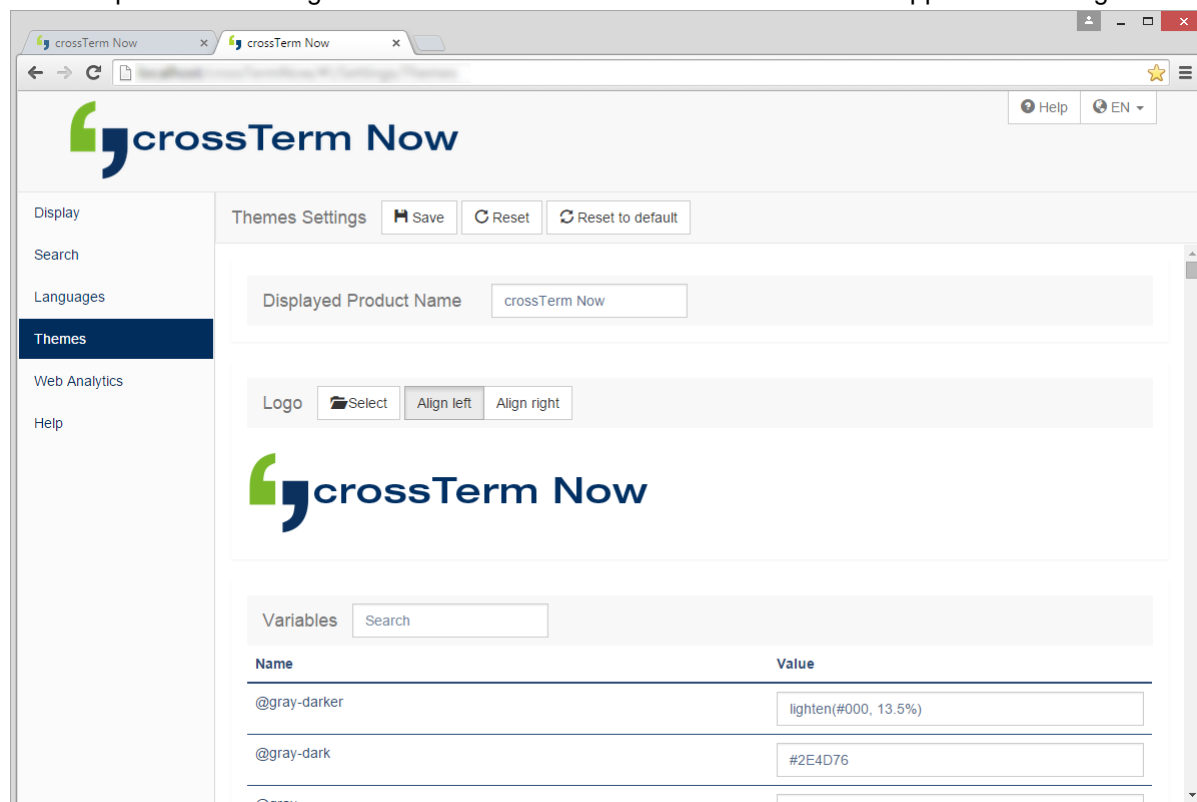 crossTerm Now
crossTerm Now
Help
EN
crossTerm Now
Display
Search
Languages
Themes
Web Analytics
Help
Themes Settings Save Reset Reset to default
Displayed Product Name crossTerm Now
Logo Select Align left Align right
crossTerm Now
Variables Search
Name Value
@gray-darker lighten(#000, 13.5%)
@gray-dark #2E4D76